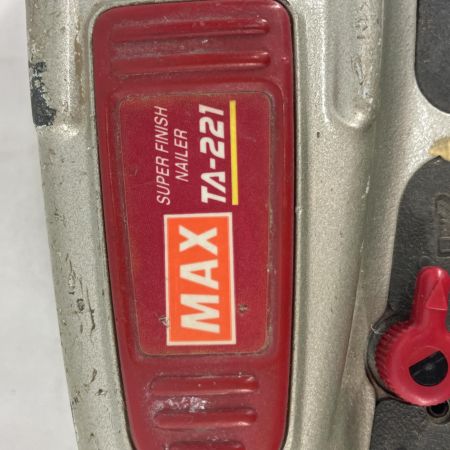 SUPER FINISH
NAILER
MAX TA-221